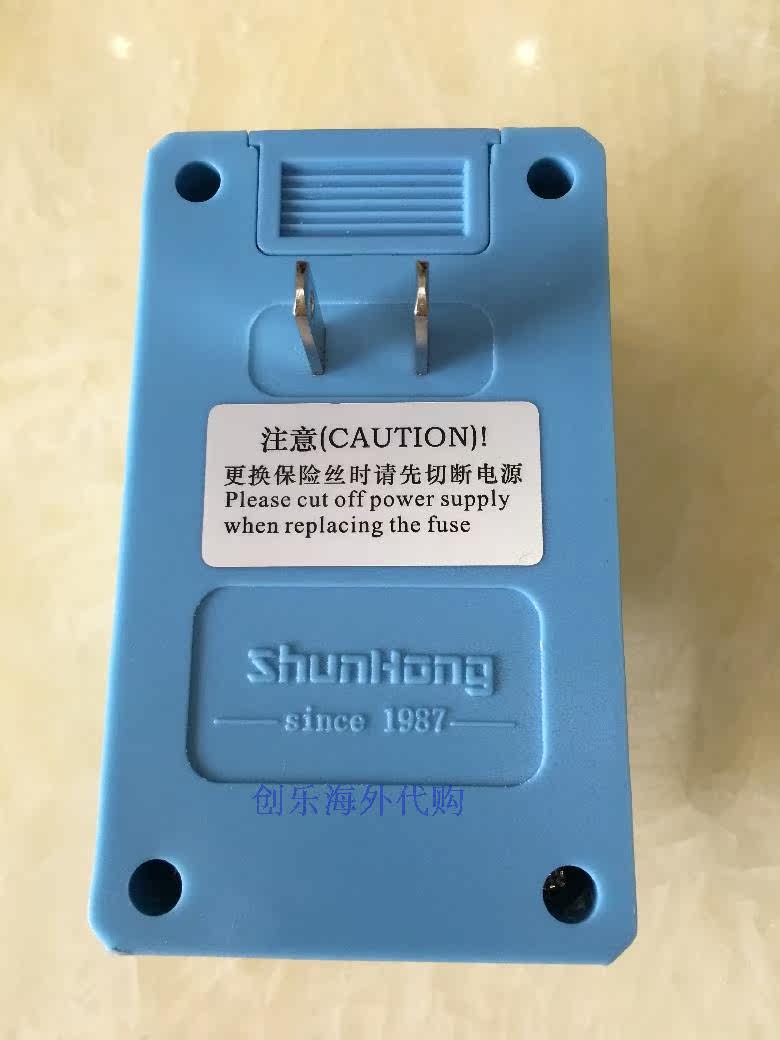 注意(CAUTION)!
更换保险丝时请先切断电源
Please cut off power supply
when replacing the fuse
ShunHong
since 1987
创乐海外代购